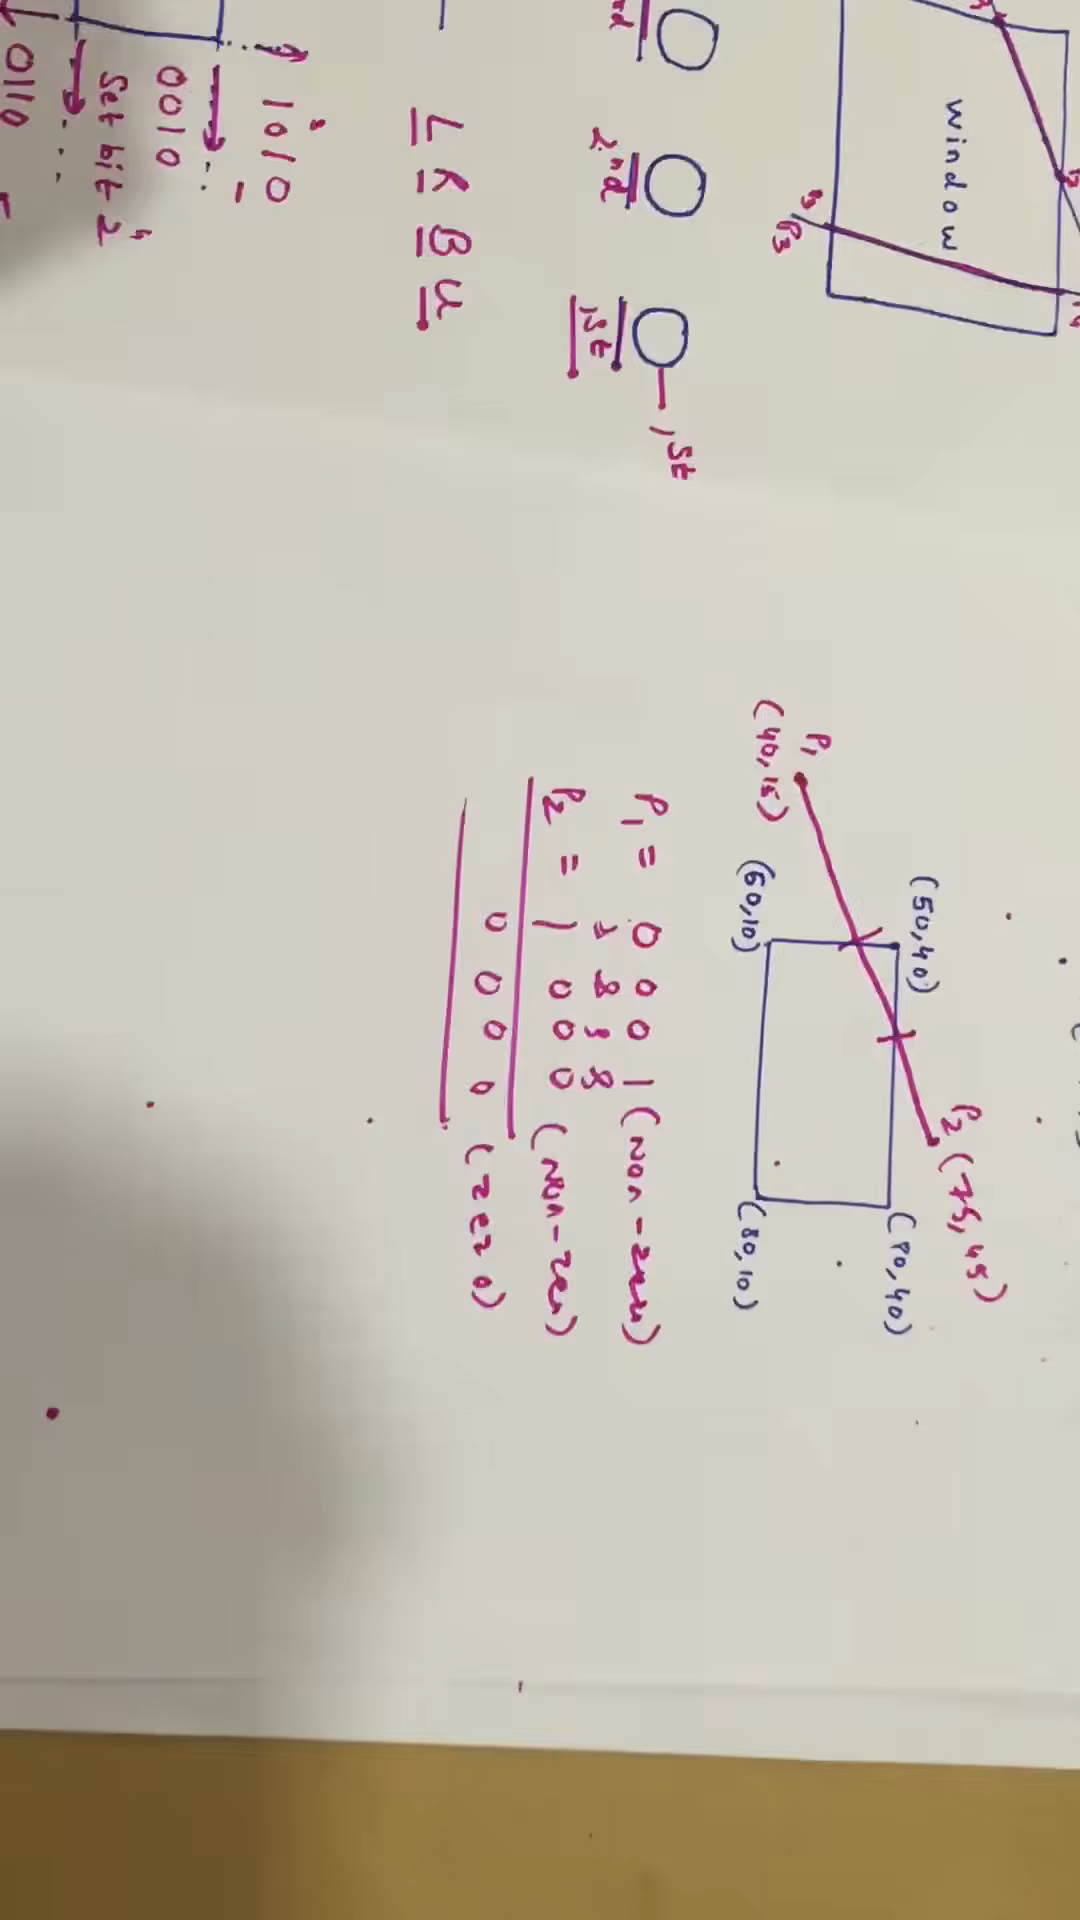 window
P3
2nd
1st
1st
L R B U
1010
0010
Set bit 2
0110
P1
(40,15)
P2 (75,45)
(50,40)
(80,40)
(60,10)
(80,10)
P1 = 0 0 0 1 (Non-zero)
P2 = 1 0 0 0 (Non-zero)
0 0 0 0 (zero)